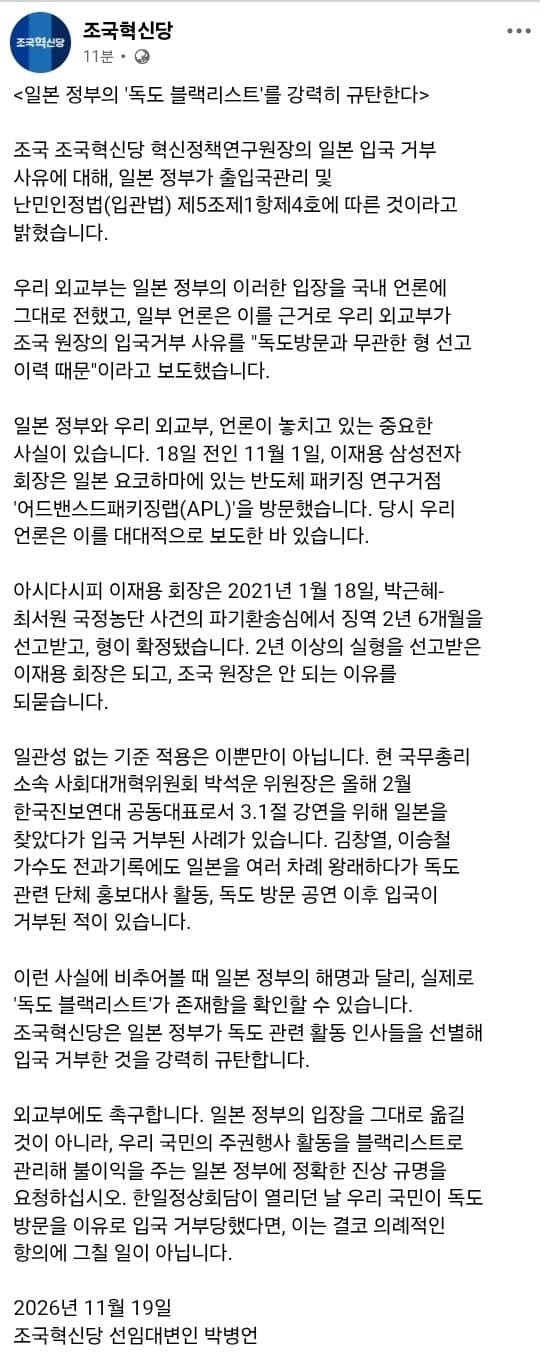 조국혁신당
조국혁신당
11분
<일본 정부의 '독도 블랙리스트'를 강력히 규탄한다>
조국 조국혁신당 혁신정책연구원장의 일본 입국 거부
사유에 대해, 일본 정부가 출입국관리 및
난민인정법(입관법) 제5조제1항제4호에 따른 것이라고
밝혔습니다.
우리 외교부는 일본 정부의 이러한 입장을 국내 언론에
그대로 전했고, 일부 언론은 이를 근거로 우리 외교부가
조국 원장의 입국거부 사유를 "독도방문과 무관한 형 선고
이력 때문"이라고 보도했습니다.
일본 정부와 우리 외교부, 언론이 놓치고 있는 중요한
사실이 있습니다. 18일 전인 11월 1일, 이재용 삼성전자
회장은 일본 요코하마에 있는 반도체 패키징 연구거점
'어드밴스드패키징랩(APL)'을 방문했습니다. 당시 우리
언론은 이를 대대적으로 보도한 바 있습니다.
아시다시피 이재용 회장은 2021년 1월 18일, 박근혜-
최서원 국정농단 사건의 파기환송심에서 징역 2년 6개월을
선고받고, 형이 확정됐습니다. 2년 이상의 실형을 선고받은
이재용 회장은 되고, 조국 원장은 안 되는 이유를
되묻습니다.
일관성 없는 기준 적용은 이뿐만이 아닙니다. 현 국무총리
소속 사회대개혁위원회 박석운 위원장은 올해 2월
한국진보연대 공동대표로서 3.1절 강연을 위해 일본을
찾았다가 입국 거부된 사례가 있습니다. 김창열, 이승철
가수도 전과기록에도 일본을 여러 차례 왕래하다가 독도
관련 단체 홍보대사 활동, 독도 방문 공연 이후 입국이
거부된 적이 있습니다.
이런 사실에 비추어볼 때 일본 정부의 해명과 달리, 실제로
'독도 블랙리스트'가 존재함을 확인할 수 있습니다.
조국혁신당은 일본 정부가 독도 관련 활동 인사들을 선별해
입국 거부한 것을 강력히 규탄합니다.
외교부에도 촉구합니다. 일본 정부의 입장을 그대로 옮길
것이 아니라, 우리 국민의 주권행사 활동을 블랙리스트로
관리해 불이익을 주는 일본 정부에 정확한 진상 규명을
요청하십시오. 한일정상회담이 열리던 날 우리 국민이 독도
방문을 이유로 입국 거부당했다면, 이는 결코 의례적인
항의에 그칠 일이 아닙니다.
2026년 11월 19일
조국혁신당 선임대변인 박병언